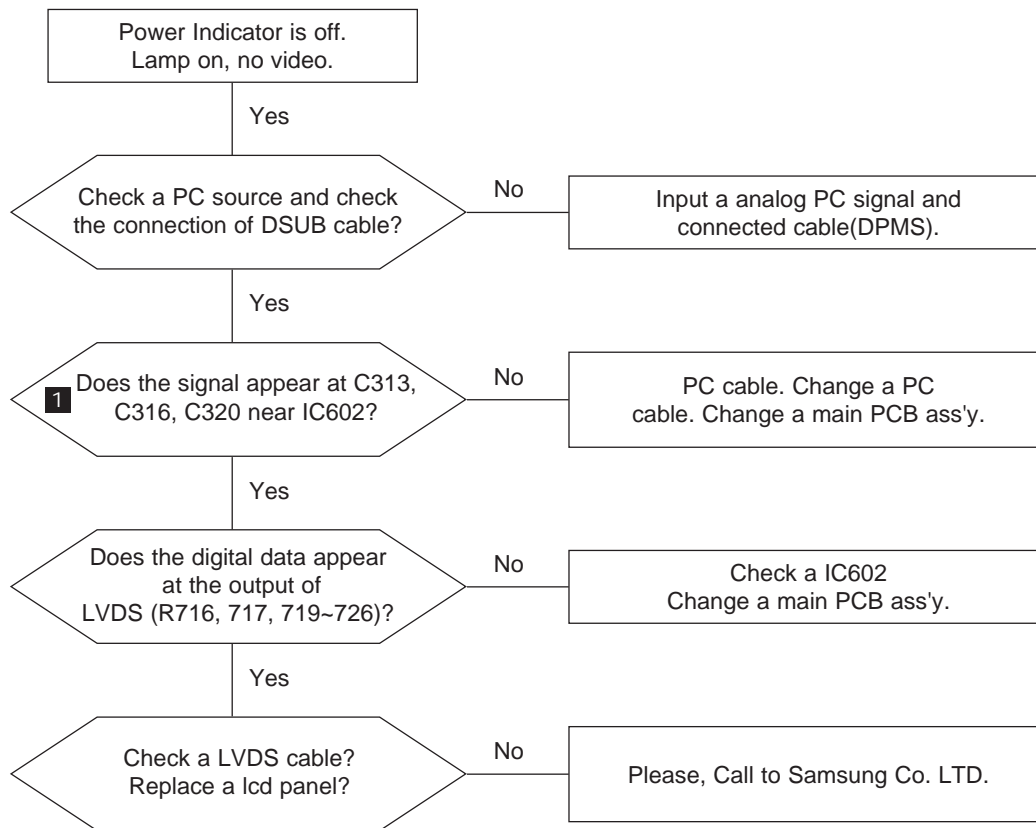 Power Indicator is off.
Lamp on, no video.
Yes
Check a PC source and check
the connection of DSUB cable?
No
Input a analog PC signal and
connected cable(DPMS).
Yes
1
Does the signal appear at C313,
C316, C320 near IC602?
No
PC cable. Change a PC
cable. Change a main PCB ass'y.
Yes
Does the digital data appear
at the output of
LVDS (R716, 717, 719~726)?
No
Check a IC602
Change a main PCB ass'y.
Yes
Check a LVDS cable?
Replace a lcd panel?
No
Please, Call to Samsung Co. LTD.